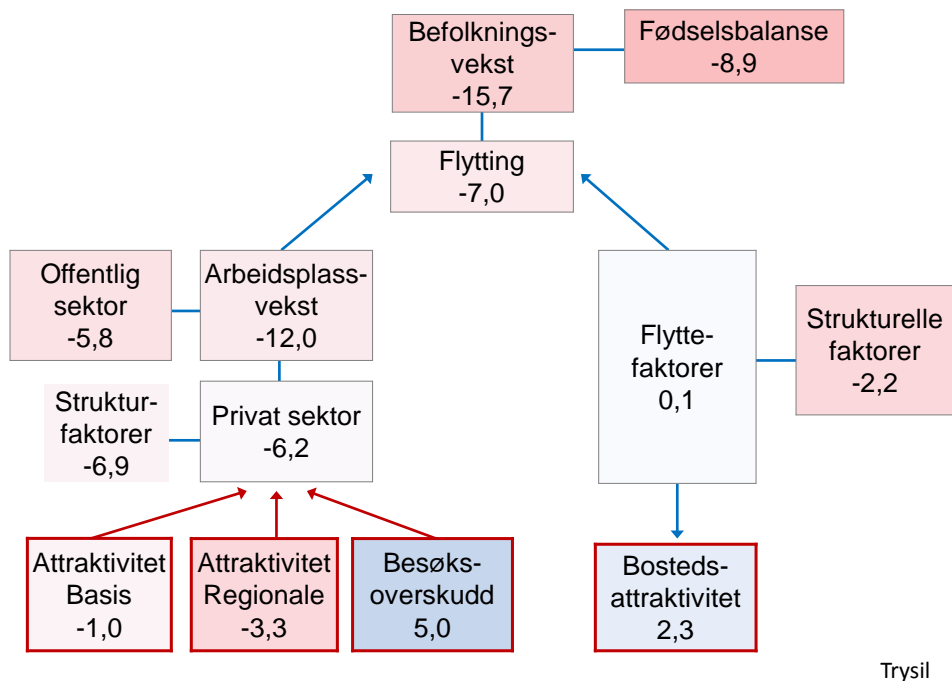 Befolknings-
vekst
-15,7
Fødselsbalanse
-8,9
Flytting
-7,0
Offentlig
sektor
-5,8
Arbeidsplass-
vekst
-12,0
Flytte-
faktorer
0,1
Strukturelle
faktorer
-2,2
Struktur-
faktorer
-6,9
Privat sektor
-6,2
Attraktivitet
Basis
-1,0
Attraktivitet
Regionale
-3,3
Besøks-
overskudd
5,0
Bosteds-
attraktivitet
2,3
Trysil